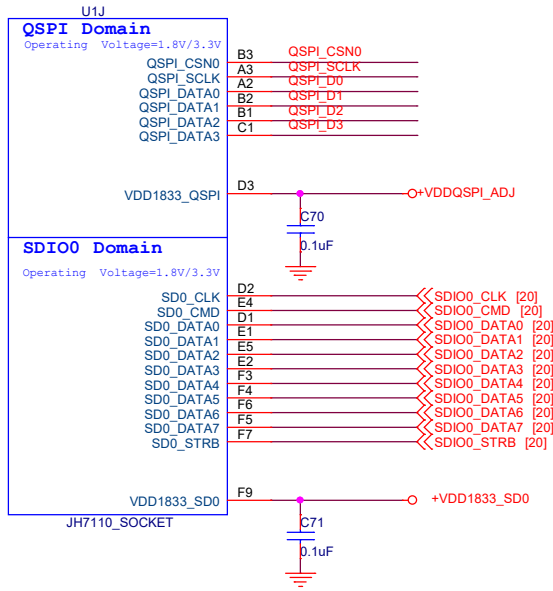 U1J
QSPI Domain
Operating Voltage=1.8V/3.3V
QSPI_CSN0 B3 QSPI_CSN0
QSPI_SCLK A3 QSPI_SCLK
QSPI_DATA0 A2 QSPI_D0
QSPI_DATA1 B2 QSPI_D1
QSPI_DATA2 B1 QSPI_D2
QSPI_DATA3 C1 QSPI_D3
VDD1833_QSPI D3 +VDDQSPI_ADJ
C70
0.1uF
SDIO0 Domain
Operating Voltage=1.8V/3.3V
SD0_CLK D2 SDIO0_CLK [20]
SD0_CMD E4 SDIO0_CMD [20]
SD0_DATA0 D1 SDIO0_DATA0 [20]
SD0_DATA1 E1 SDIO0_DATA1 [20]
SD0_DATA2 E5 SDIO0_DATA2 [20]
SD0_DATA3 E2 SDIO0_DATA3 [20]
SD0_DATA4 F3 SDIO0_DATA4 [20]
SD0_DATA5 F4 SDIO0_DATA5 [20]
SD0_DATA6 F6 SDIO0_DATA6 [20]
SD0_DATA7 F5 SDIO0_DATA7 [20]
SD0_STRB F7 SDIO0_STRB [20]
VDD1833_SD0 F9 +VDD1833_SD0
JH7110_SOCKET
C71
0.1uF